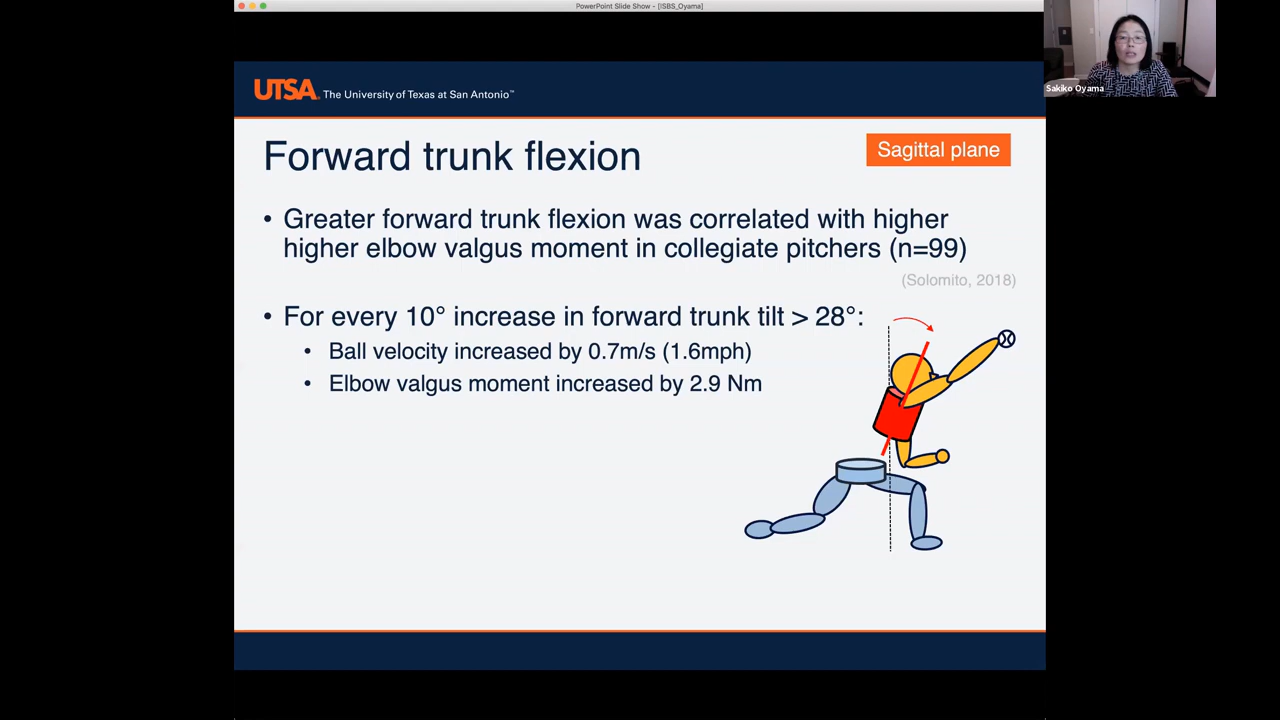 PowerPoint Slide Show - [ISBS_Oyama]
Sakiko Oyama
UTSA. The University of Texas at San Antonio™
Forward trunk flexion
Sagittal plane
• Greater forward trunk flexion was correlated with higher
higher elbow valgus moment in collegiate pitchers (n=99)
(Solomito, 2018)
• For every 10° increase in forward trunk tilt > 28°:
• Ball velocity increased by 0.7m/s (1.6mph)
• Elbow valgus moment increased by 2.9 Nm